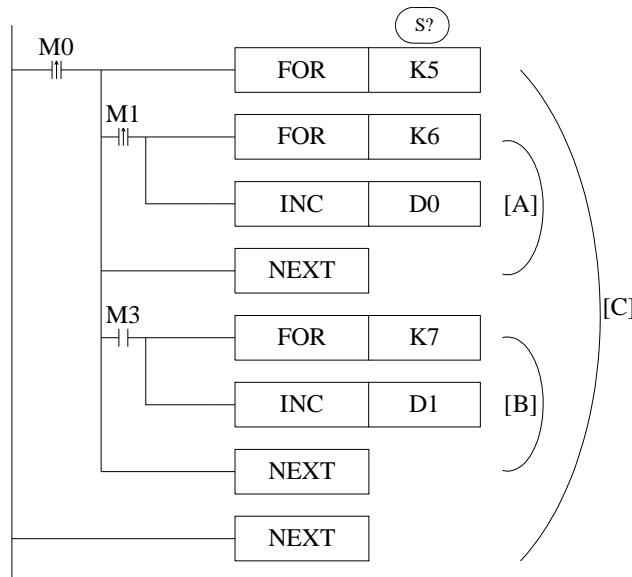 S?
M0
FOR K5
M1
FOR K6
INC D0 [A]
NEXT
M3
[C]
FOR K7
INC D1 [B]
NEXT
NEXT